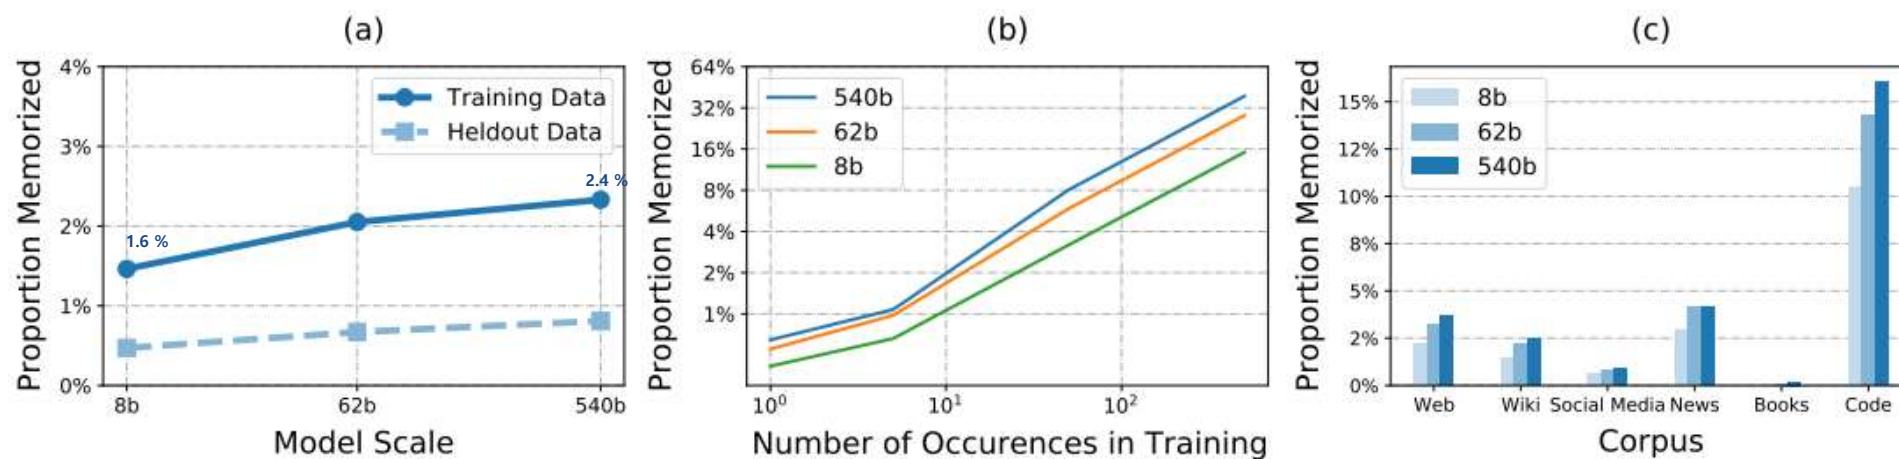 (a)
Proportion Memorized
4%
3%
2%
1%
0%
Training Data
Heldout Data
1.6 %
2.4 %
8b
62b
540b
Model Scale
(b)
Proportion Memorized
64%
32%
16%
8%
4%
2%
1%
540b
62b
8b
10⁰
10¹
10²
Number of Occurences in Training
(c)
Proportion Memorized
15%
12%
10%
8%
5%
2%
0%
8b
62b
540b
Web Wiki Social Media News Books Code
Corpus